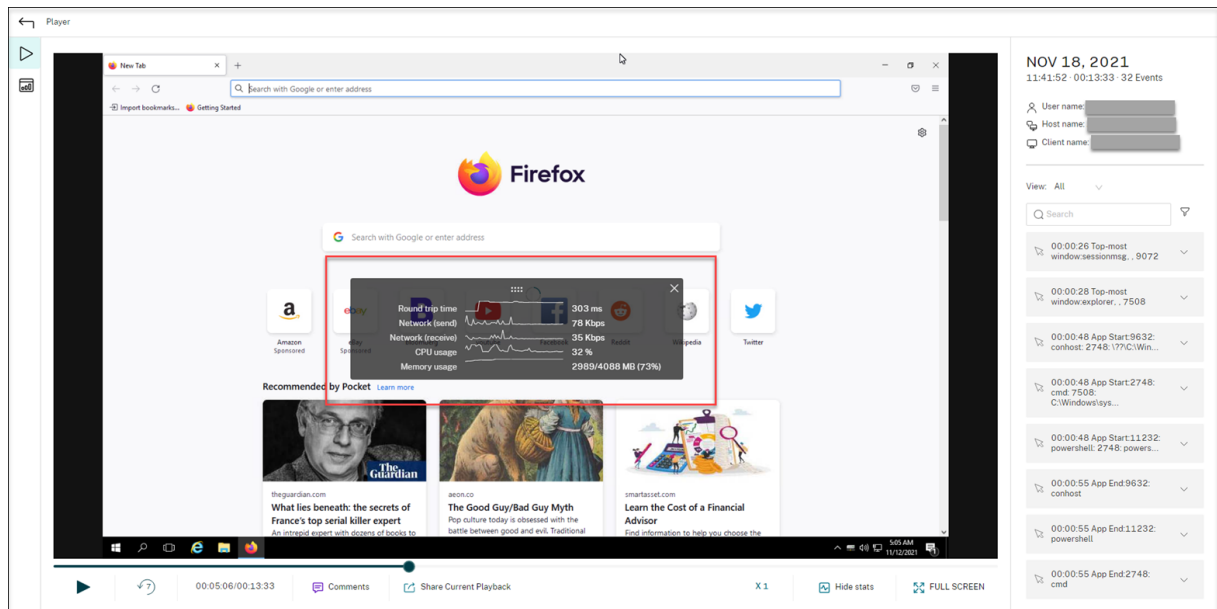 Player
New Tab
Search with Google or enter address
Import bookmarks...
Getting Started
Firefox
Search with Google or enter address
Round trip time 303 ms
Network (send) 78 Kbps
Network (receive) 35 Kbps
CPU usage 32 %
Memory usage 2989/4088 MB (73%)
a
Amazon
Sponsored
ebay
eBay
Sponsored
Facebook
Reddit
Wikipedia
Twitter
Recommended by Pocket Learn more
The
Guardian
theguardian.com
What lies beneath: the secrets of
France's top serial killer expert
An intrepid expert with dozens of books to
aeon.co
The Good Guy/Bad Guy Myth
Pop culture today is obsessed with the
battle between good and evil. Traditional
smartasset.com
Learn the Cost of a Financial
Advisor
Find information to help you choose the
5:05 AM
11/12/2021
7
00:05:06/00:13:33
Comments
Share Current Playback
X 1
Hide stats
FULL SCREEN
NOV 18, 2021
11:41:52 · 00:13:33 · 32 Events
User name:
Host name:
Client name:
View: All
Search
00:00:26 Top-most
window:sessionmsg, , 9072
00:00:28 Top-most
window:explorer, , 7508
00:00:48 App Start:9632:
conhost: 2748: \??\C:\Win...
00:00:48 App Start:2748:
cmd: 7508:
C:\Windows\sys...
00:00:48 App Start:11232:
powershell: 2748: powers...
00:00:55 App End:9632:
conhost
00:00:55 App End:11232:
powershell
00:00:55 App End:2748:
cmd